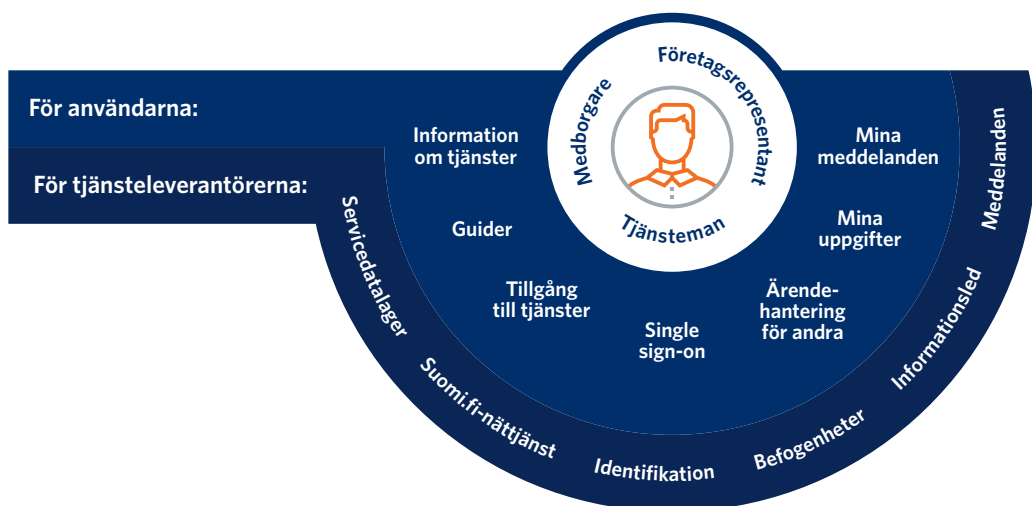 För användarna:
För tjänsteleverantörerna:
Medborgare
Företagsrepresentant
Tjänsteman
Information
om tjänster
Guider
Tillgång
till tjänster
Single
sign-on
Ärende-
hantering
för andra
Mina
uppgifter
Mina
meddelanden
Servicedatalager
Suomi.fi-nättjänst
Identifikation
Befogenheter
Informationsled
Meddelanden